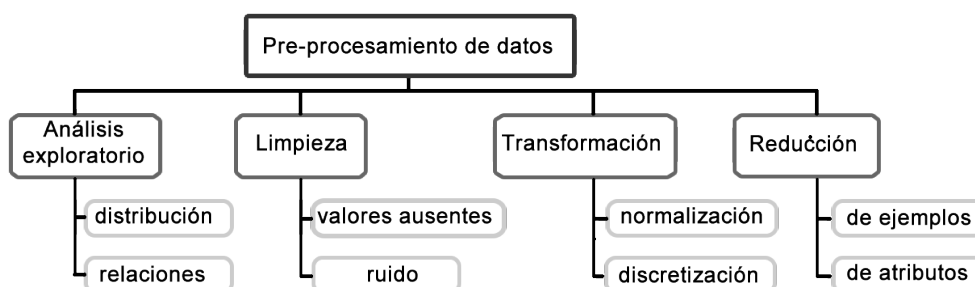 Pre-procesamiento de datos
Análisis
exploratorio
Limpieza
Transformación
Reducción
distribución
relaciones
valores ausentes
ruido
normalización
discretización
de ejemplos
de atributos